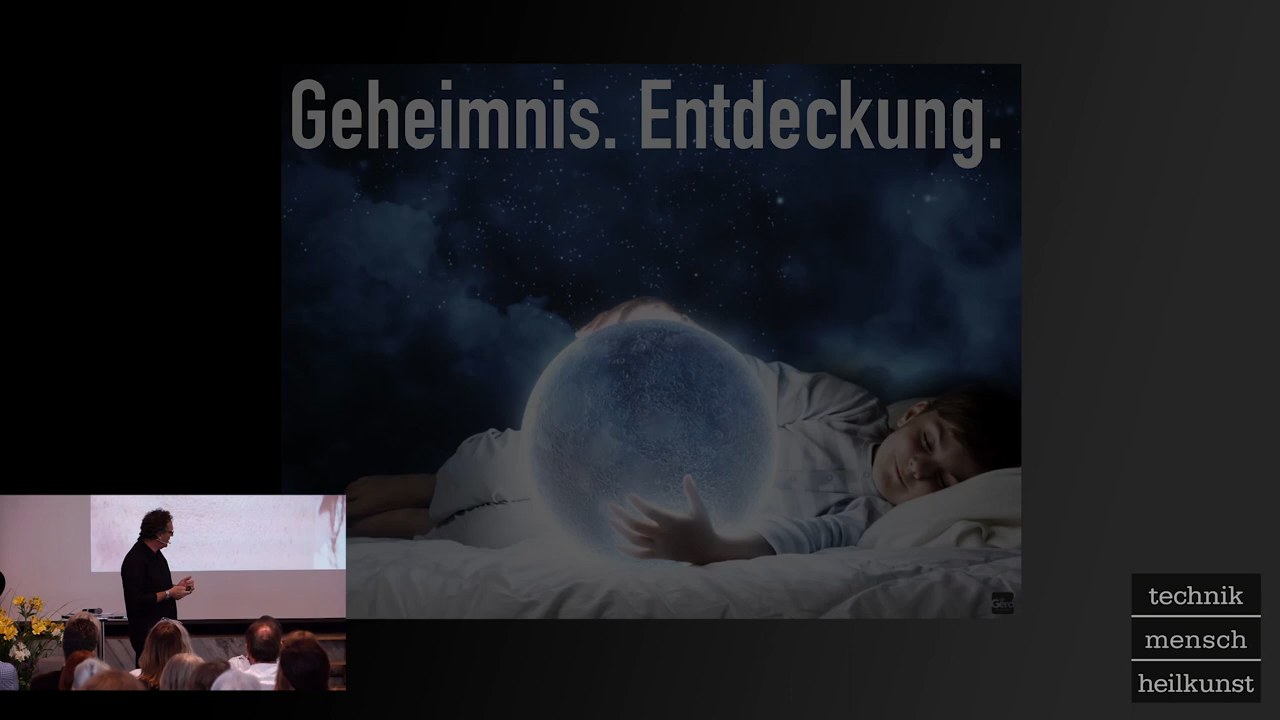 Geheimnis. Entdeckung.
technik
mensch
heilkunst